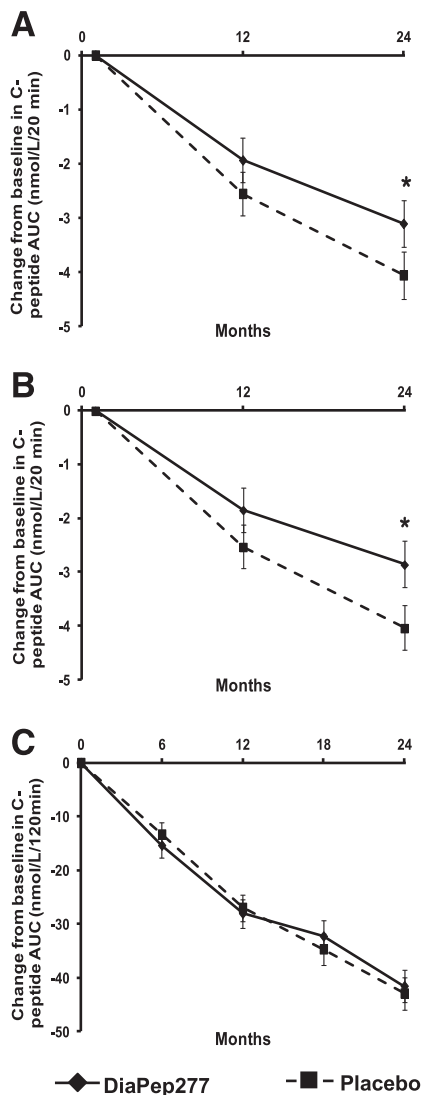 A
0 12 24
0
-1
-2
-3
-4
-5
*
Change from baseline in C-
peptide AUC (nmol/L/20 min)
Months
B
0 12 24
0
-1
-2
-3
-4
-5
*
Change from baseline in C-
peptide AUC (nmol/L/20 min)
Months
C
0 6 12 18 24
0
-10
-20
-30
-40
-50
Change from baseline in C-
peptide AUC (nmol/L/120min)
Months
DiaPep277 Placebo